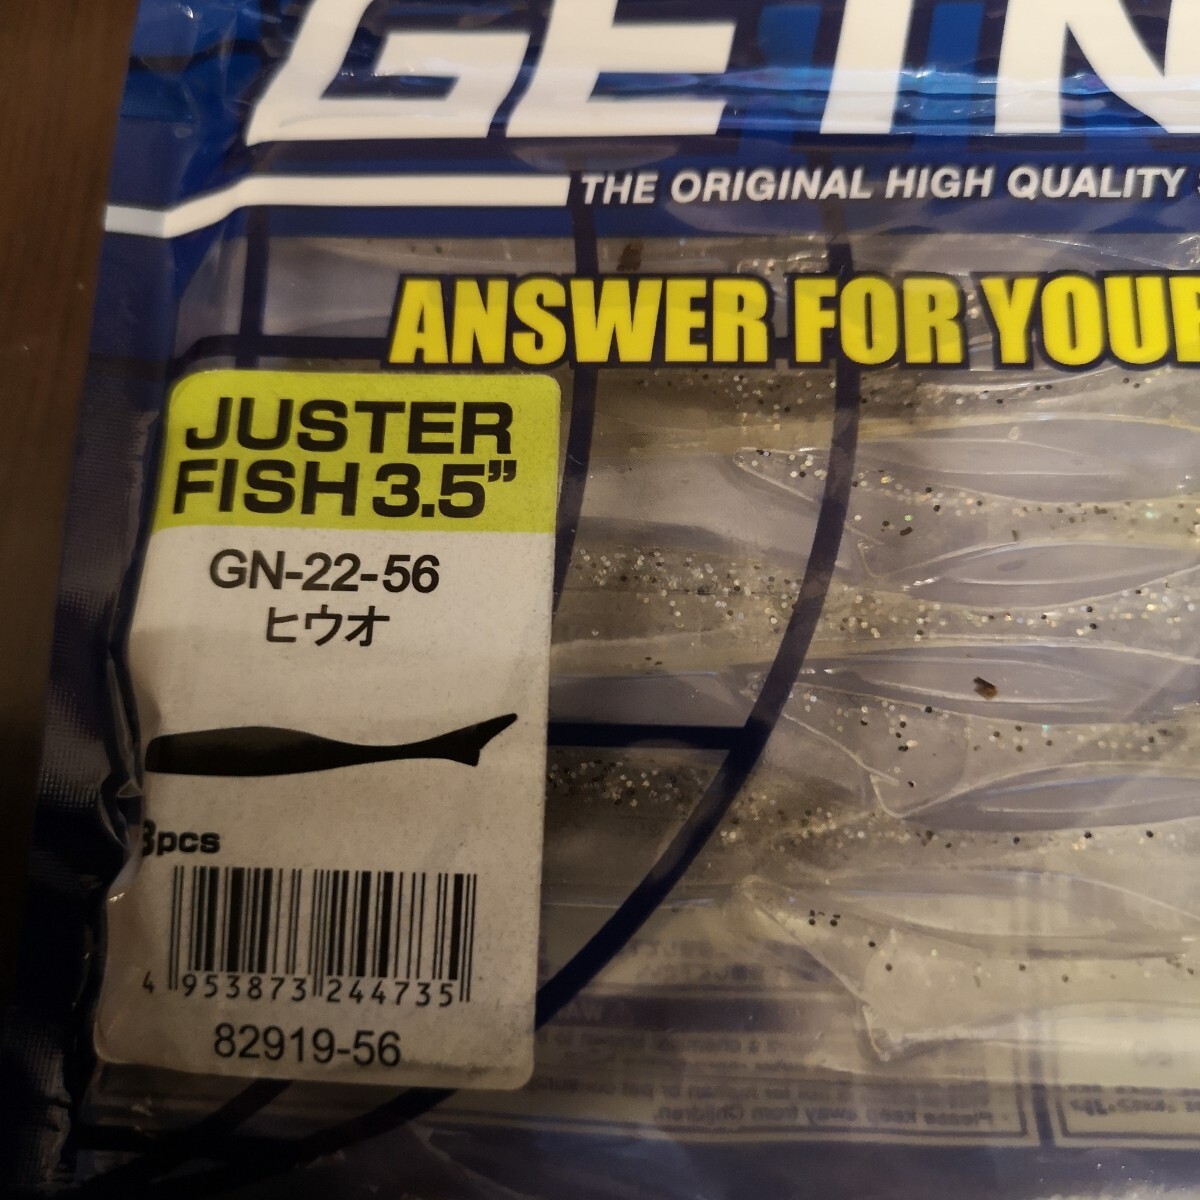 GETN
THE ORIGINAL HIGH QUALITY
ANSWER FOR YOUR
JUSTER
FISH 3.5”
GN-22-56
ヒウオ
8pcs
4 953873 244735
82919-56